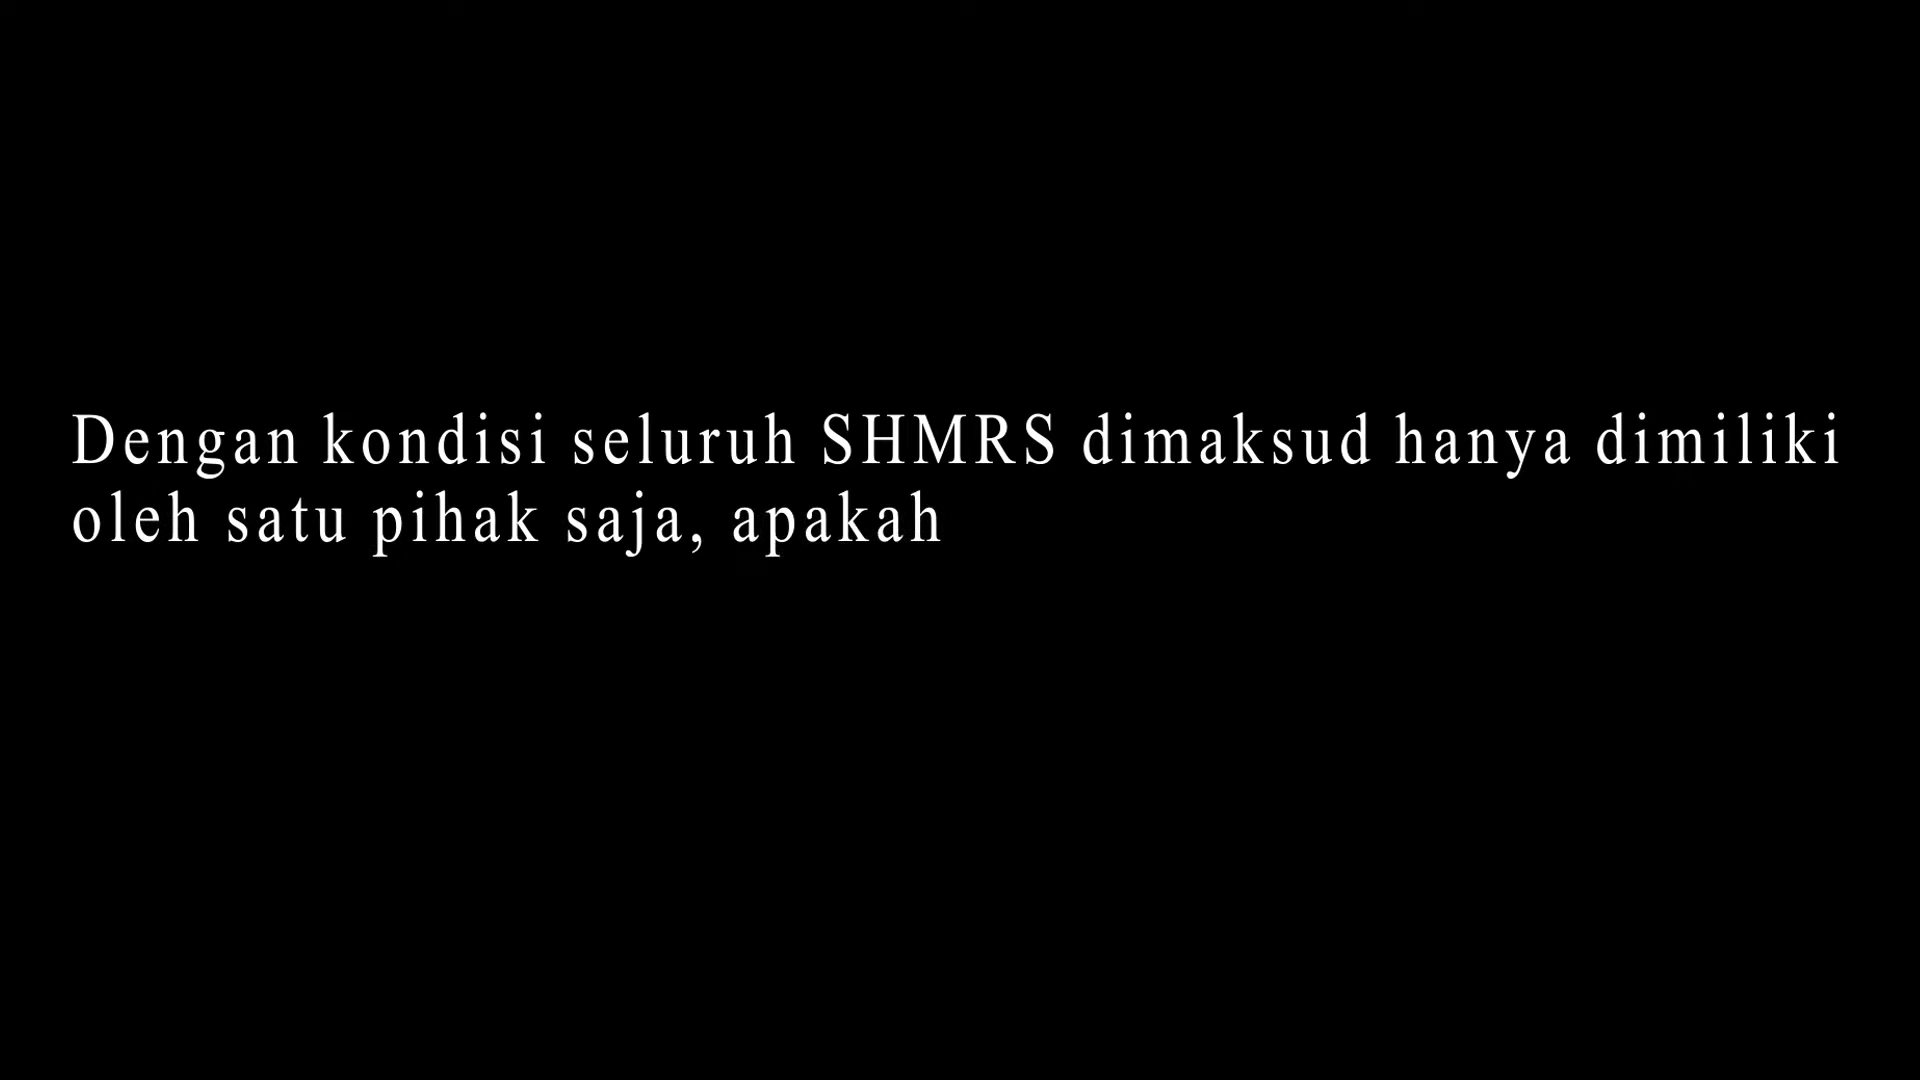 Dengan kondisi seluruh SHMRS dimaksud hanya dimiliki
oleh satu pihak saja, apakah